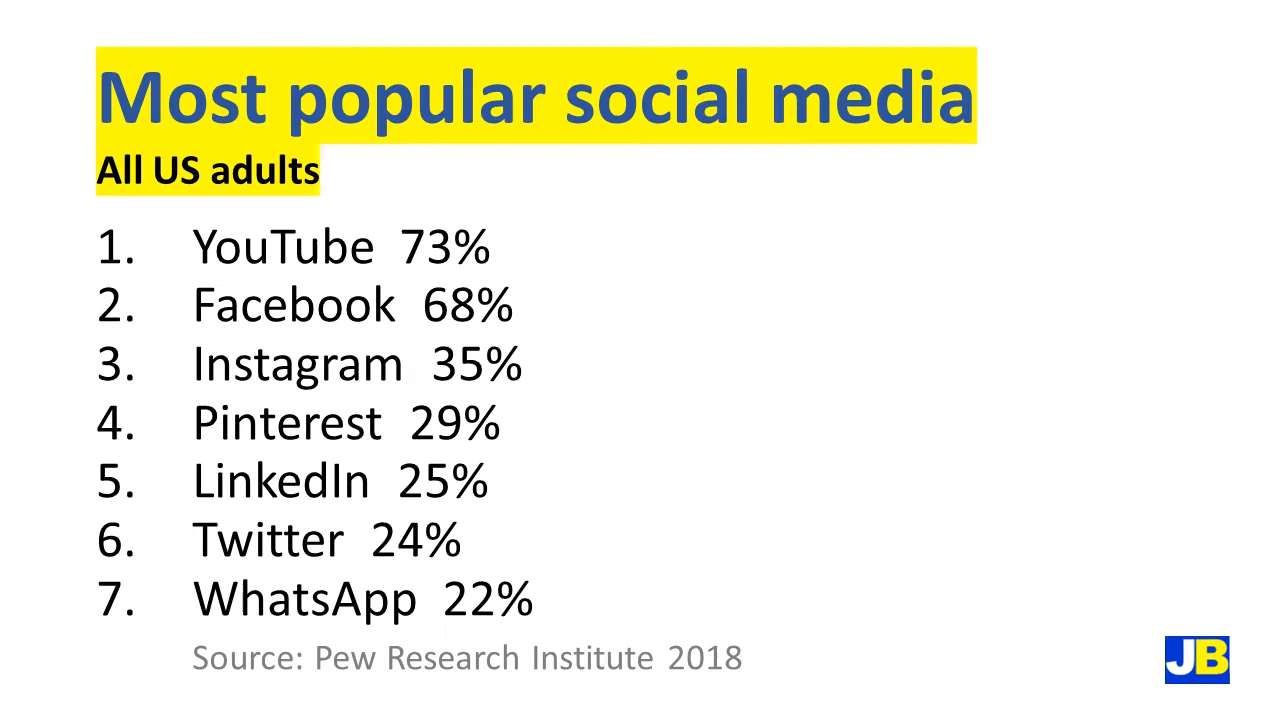 Most popular social media
All US adults
1. YouTube 73%
2. Facebook 68%
3. Instagram 35%
4. Pinterest 29%
5. LinkedIn 25%
6. Twitter 24%
7. WhatsApp 22%
Source: Pew Research Institute 2018
JB